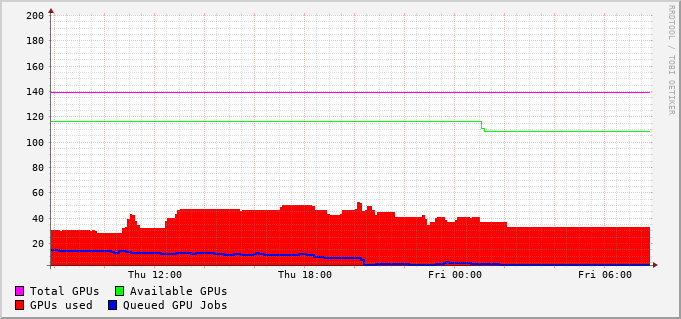 200
180
160
140
120
100
80
60
40
20
Thu 12:00 Thu 18:00 Fri 00:00 Fri 06:00
Total GPUs Available GPUs
GPUs used Queued GPU Jobs
RRDTOOL / TOBI OETIKER